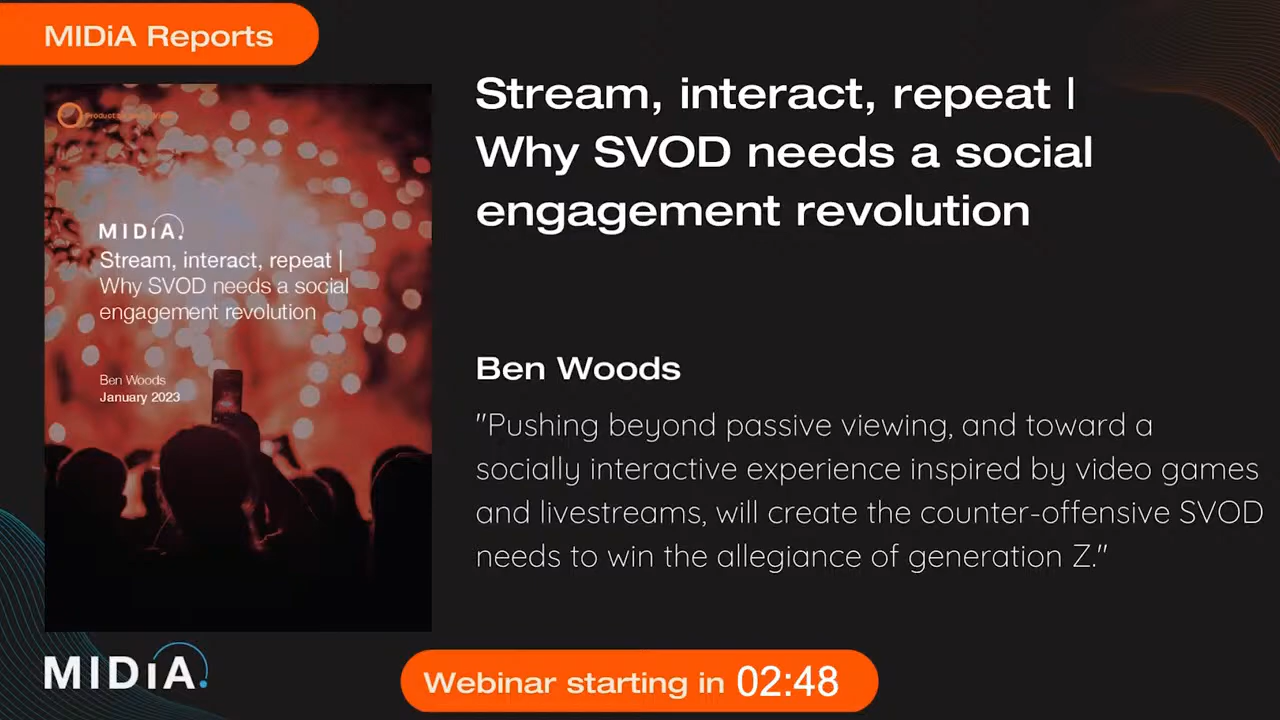 MIDiA Reports
MIDiA.
Stream, interact, repeat |
Why SVOD needs a social
engagement revolution
Ben Woods
January 2023
Stream, interact, repeat |
Why SVOD needs a social
engagement revolution
Ben Woods
"Pushing beyond passive viewing, and toward a
socially interactive experience inspired by video games
and livestreams, will create the counter-offensive SVOD
needs to win the allegiance of generation Z."
MIDiA.
Webinar starting in 02:48